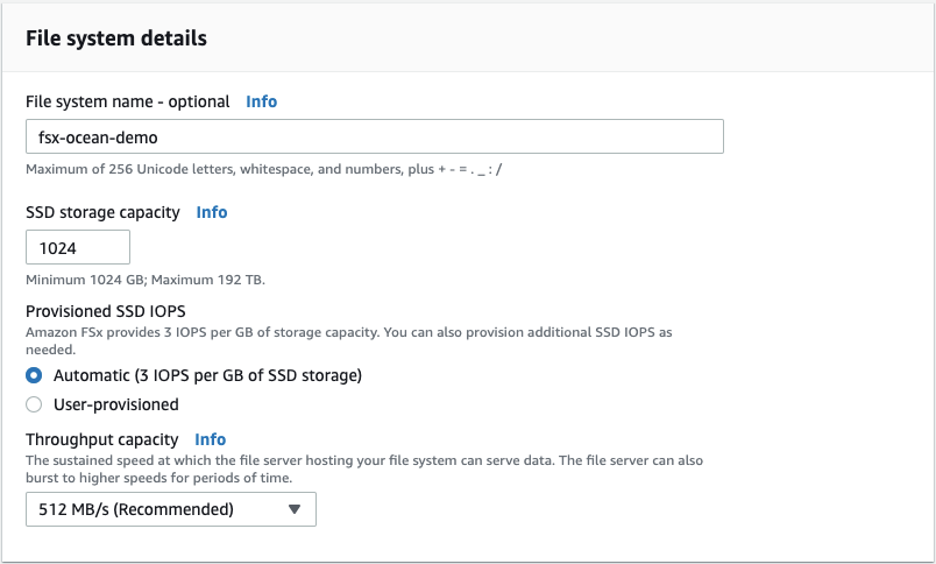 File system details
File system name - optional Info
fsx-ocean-demo
Maximum of 256 Unicode letters, whitespace, and numbers, plus + - = . _ : /
SSD storage capacity Info
1024
Minimum 1024 GB; Maximum 192 TB.
Provisioned SSD IOPS
Amazon FSx provides 3 IOPS per GB of storage capacity. You can also provision additional SSD IOPS as
needed.
Automatic (3 IOPS per GB of SSD storage)
User-provisioned
Throughput capacity Info
The sustained speed at which the file server hosting your file system can serve data. The file server can also
burst to higher speeds for periods of time.
512 MB/s (Recommended)